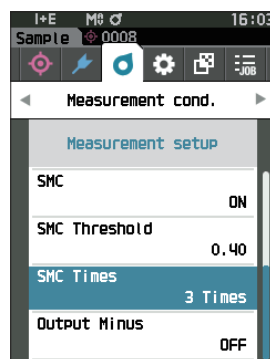 I+E M0 16:03
Sample 0008
-JOB
Measurement cond.
Measurement setup
SMC
ON
SMC Threshold
0.40
SMC Times
3 Times
Output Minus
OFF